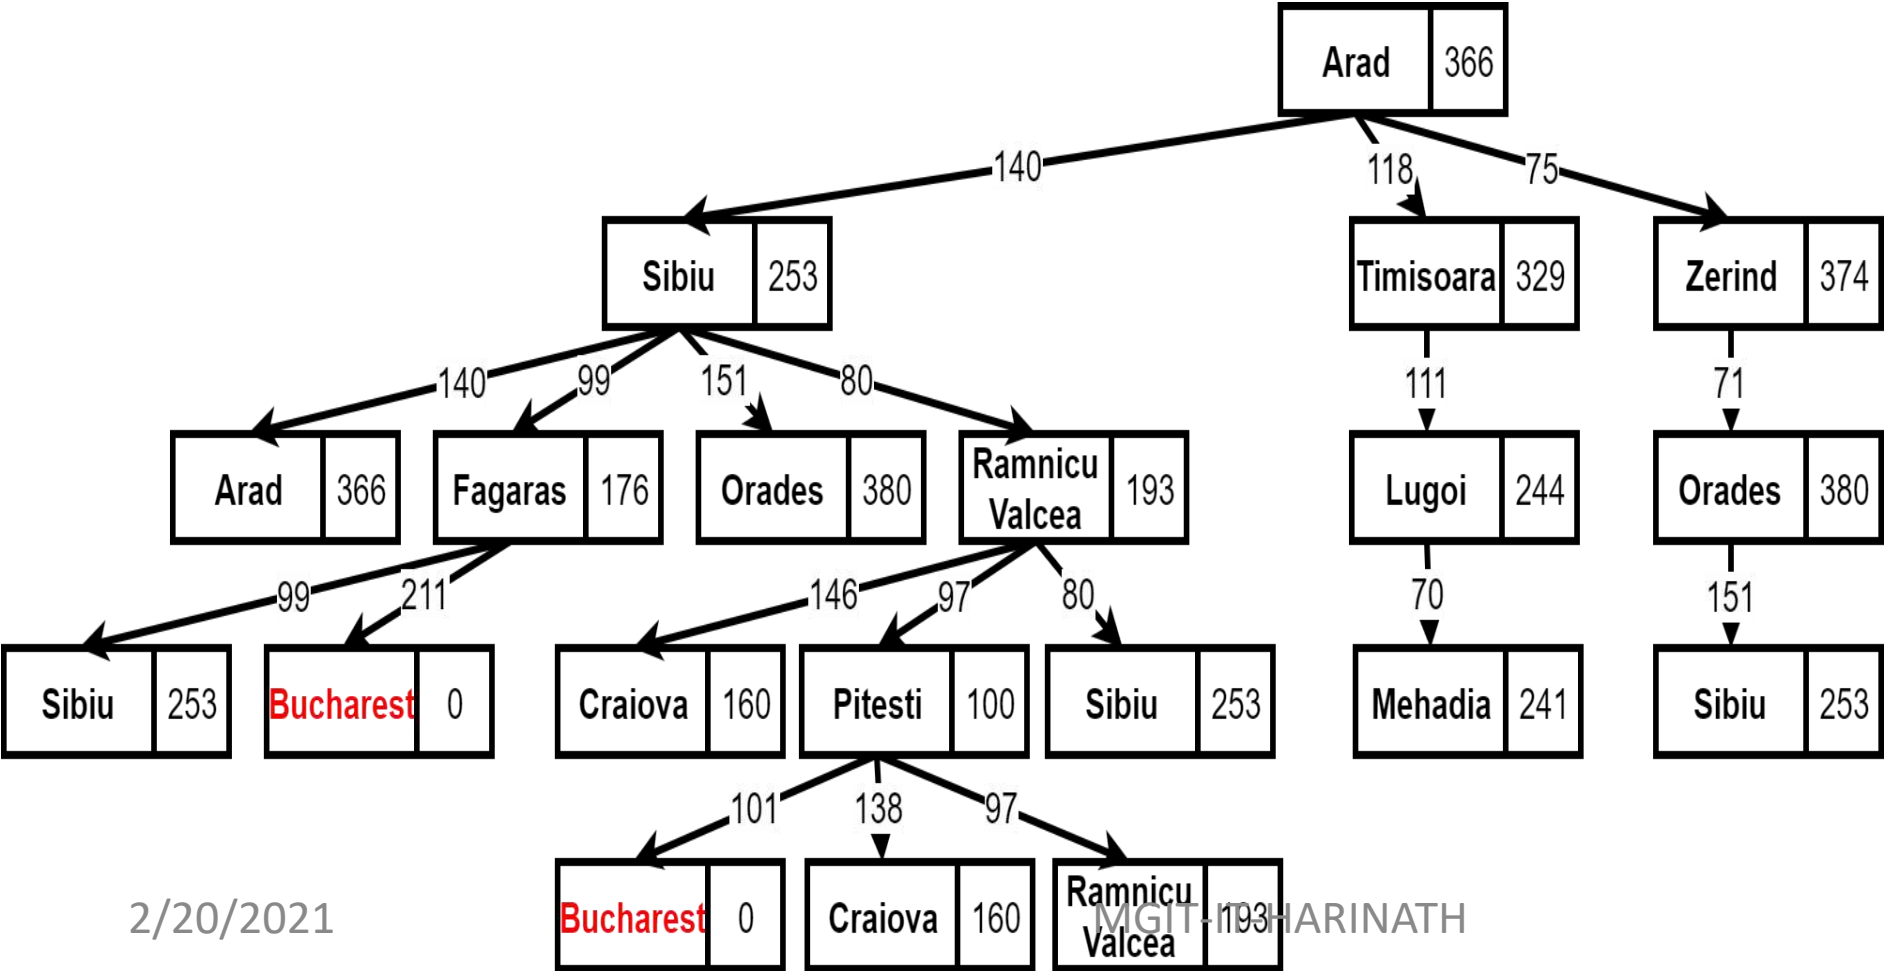 Arad 366
140 118 75
Sibiu 253 Timisoara 329 Zerind 374
140 99 151 80 111 71
Arad 366 Fagaras 176 Orades 380 Ramnicu
Valcea 193 Lugoi 244 Orades 380
99 211 146 97 80 70 151
Sibiu 253 Bucharest 0 Craiova 160 Pitesti 100 Sibiu 253 Mehadia 241 Sibiu 253
101 138 97
Bucharest 0 Craiova 160 Ramnicu
Valcea 193
2/20/2021 MGIT-IT-HARINATH